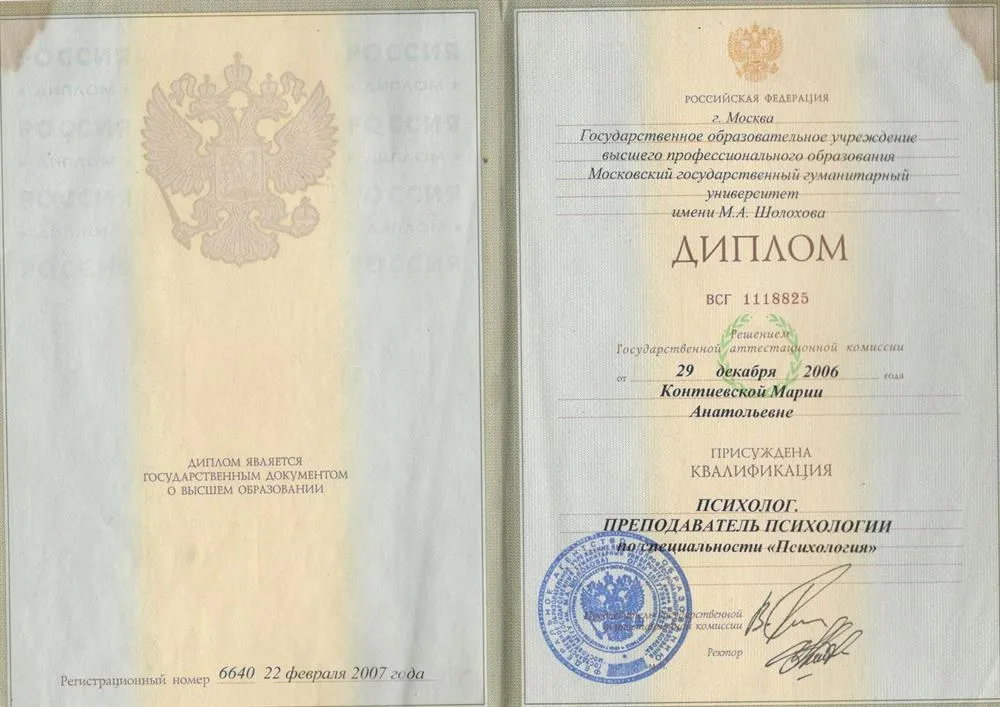 ДИПЛОМ ЯВЛЯЕТСЯ
ГОСУДАРСТВЕННЫМ ДОКУМЕНТОМ
О ВЫСШЕМ ОБРАЗОВАНИИ
Регистрационный номер 6640 22 февраля 2007 года
РОССИЙСКАЯ ФЕДЕРАЦИЯ
г. Москва
Государственное образовательное учреждение
высшего профессионального образования
Московский государственный гуманитарный
университет
имени М.А. Шолохова
ДИПЛОМ
ВСГ 1118825
Решением
Государственной аттестационной комиссии
от 29 декабря 2006 года
Контиевской Марии
Анатольевне
ПРИСУЖДЕНА
КВАЛИФИКАЦИЯ
ПСИХОЛОГ.
ПРЕПОДАВАТЕЛЬ ПСИХОЛОГИИ
по специальности «Психология»
Государственной
комиссии
Ректор